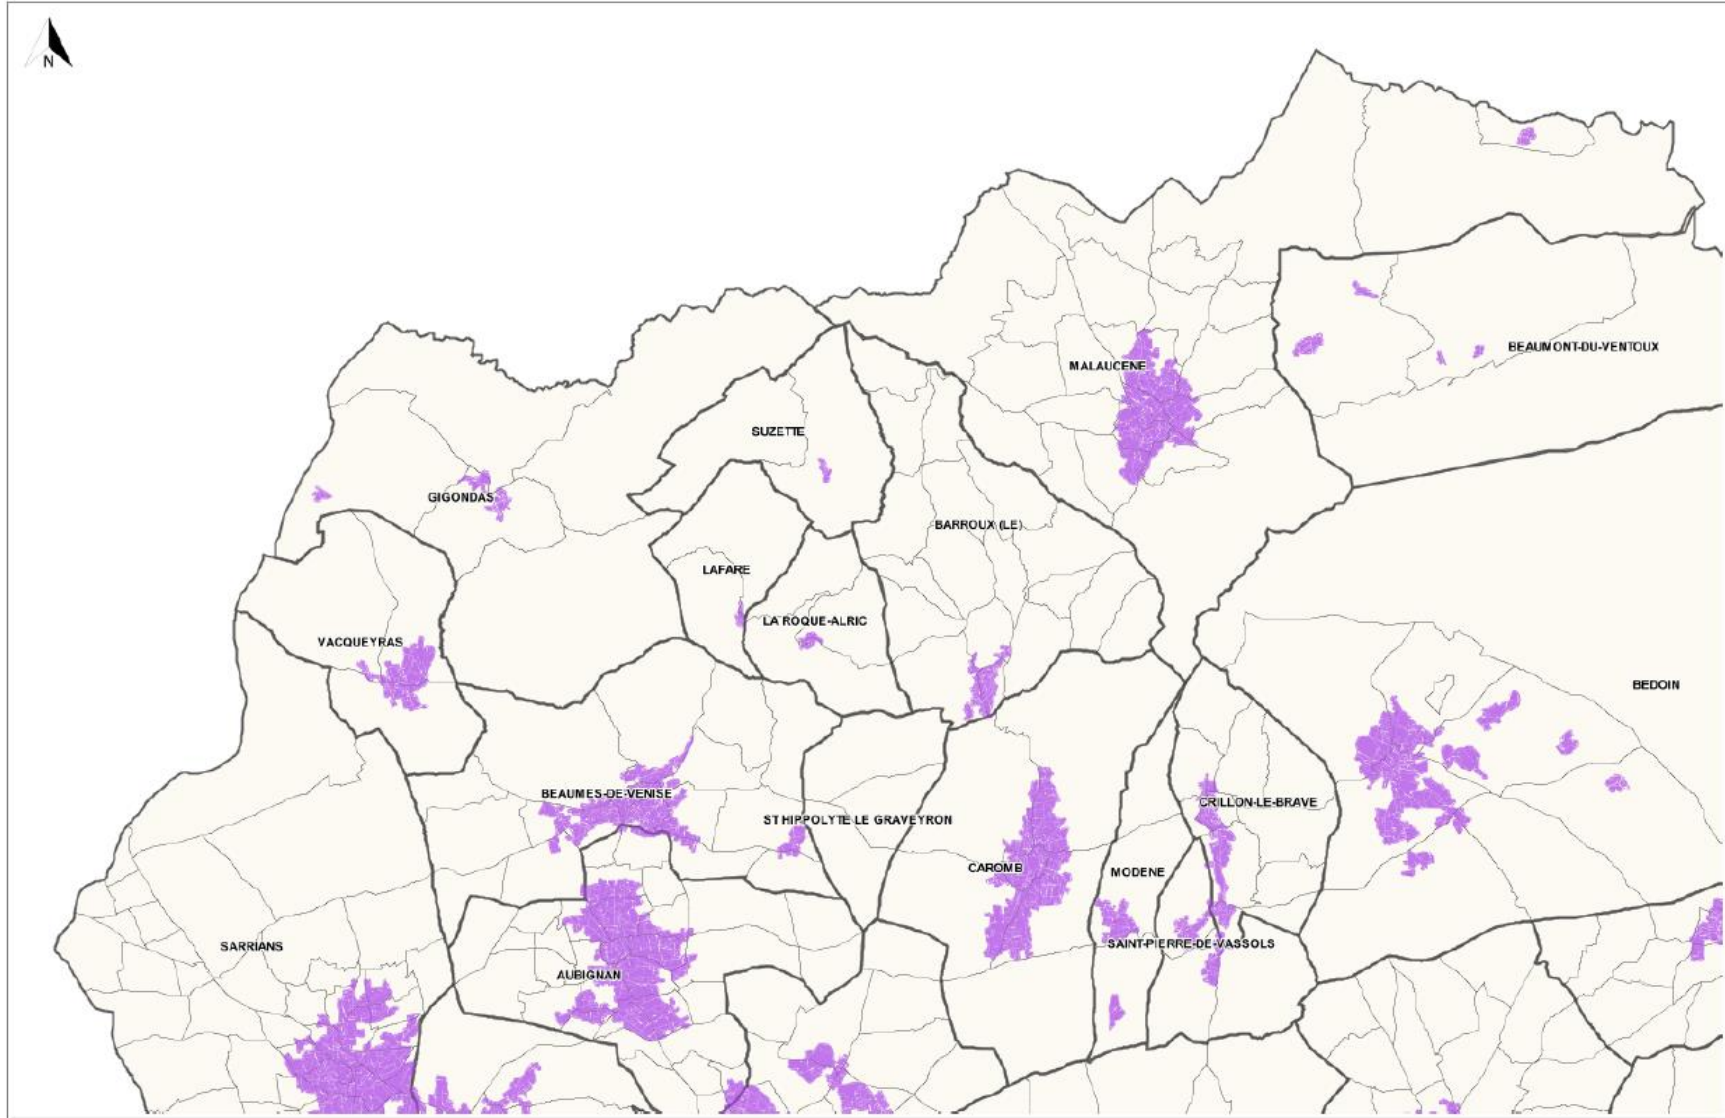 N
BEAUMONT-DU-VENTOUX
MALAUCENE
SUZETTE
GIGONDAS
BARROUX (LE)
LAFARE
LA ROQUE-ALRIC
VACQUEYRAS
BEDOIN
BEAUMES-DE-VENISE
CRILLON-LE-BRAVE
ST HIPPOLYTE LE GRAVEYRON
CAROMB
MODENE
SAINT-PIERRE-DE-VASSOLS
SARRIANS
AUBIGNAN